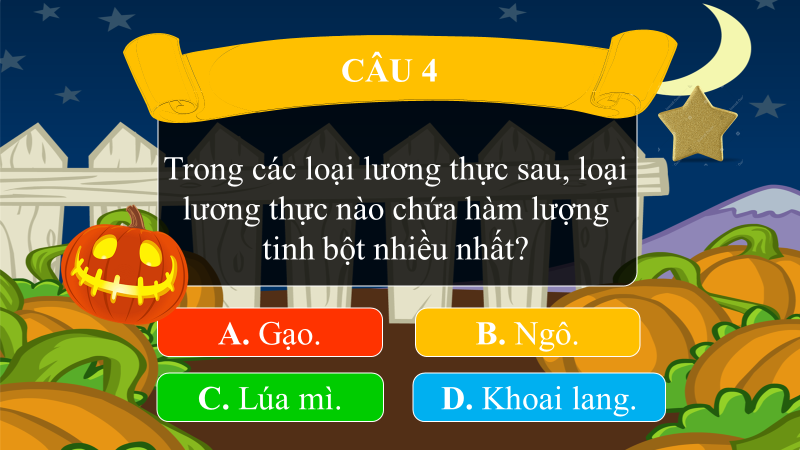 CÂU 4
Trong các loại lương thực sau, loại
lương thực nào chứa hàm lượng
tinh bột nhiều nhất?
A. Gạo.
B. Ngô.
C. Lúa mì.
D. Khoai lang.